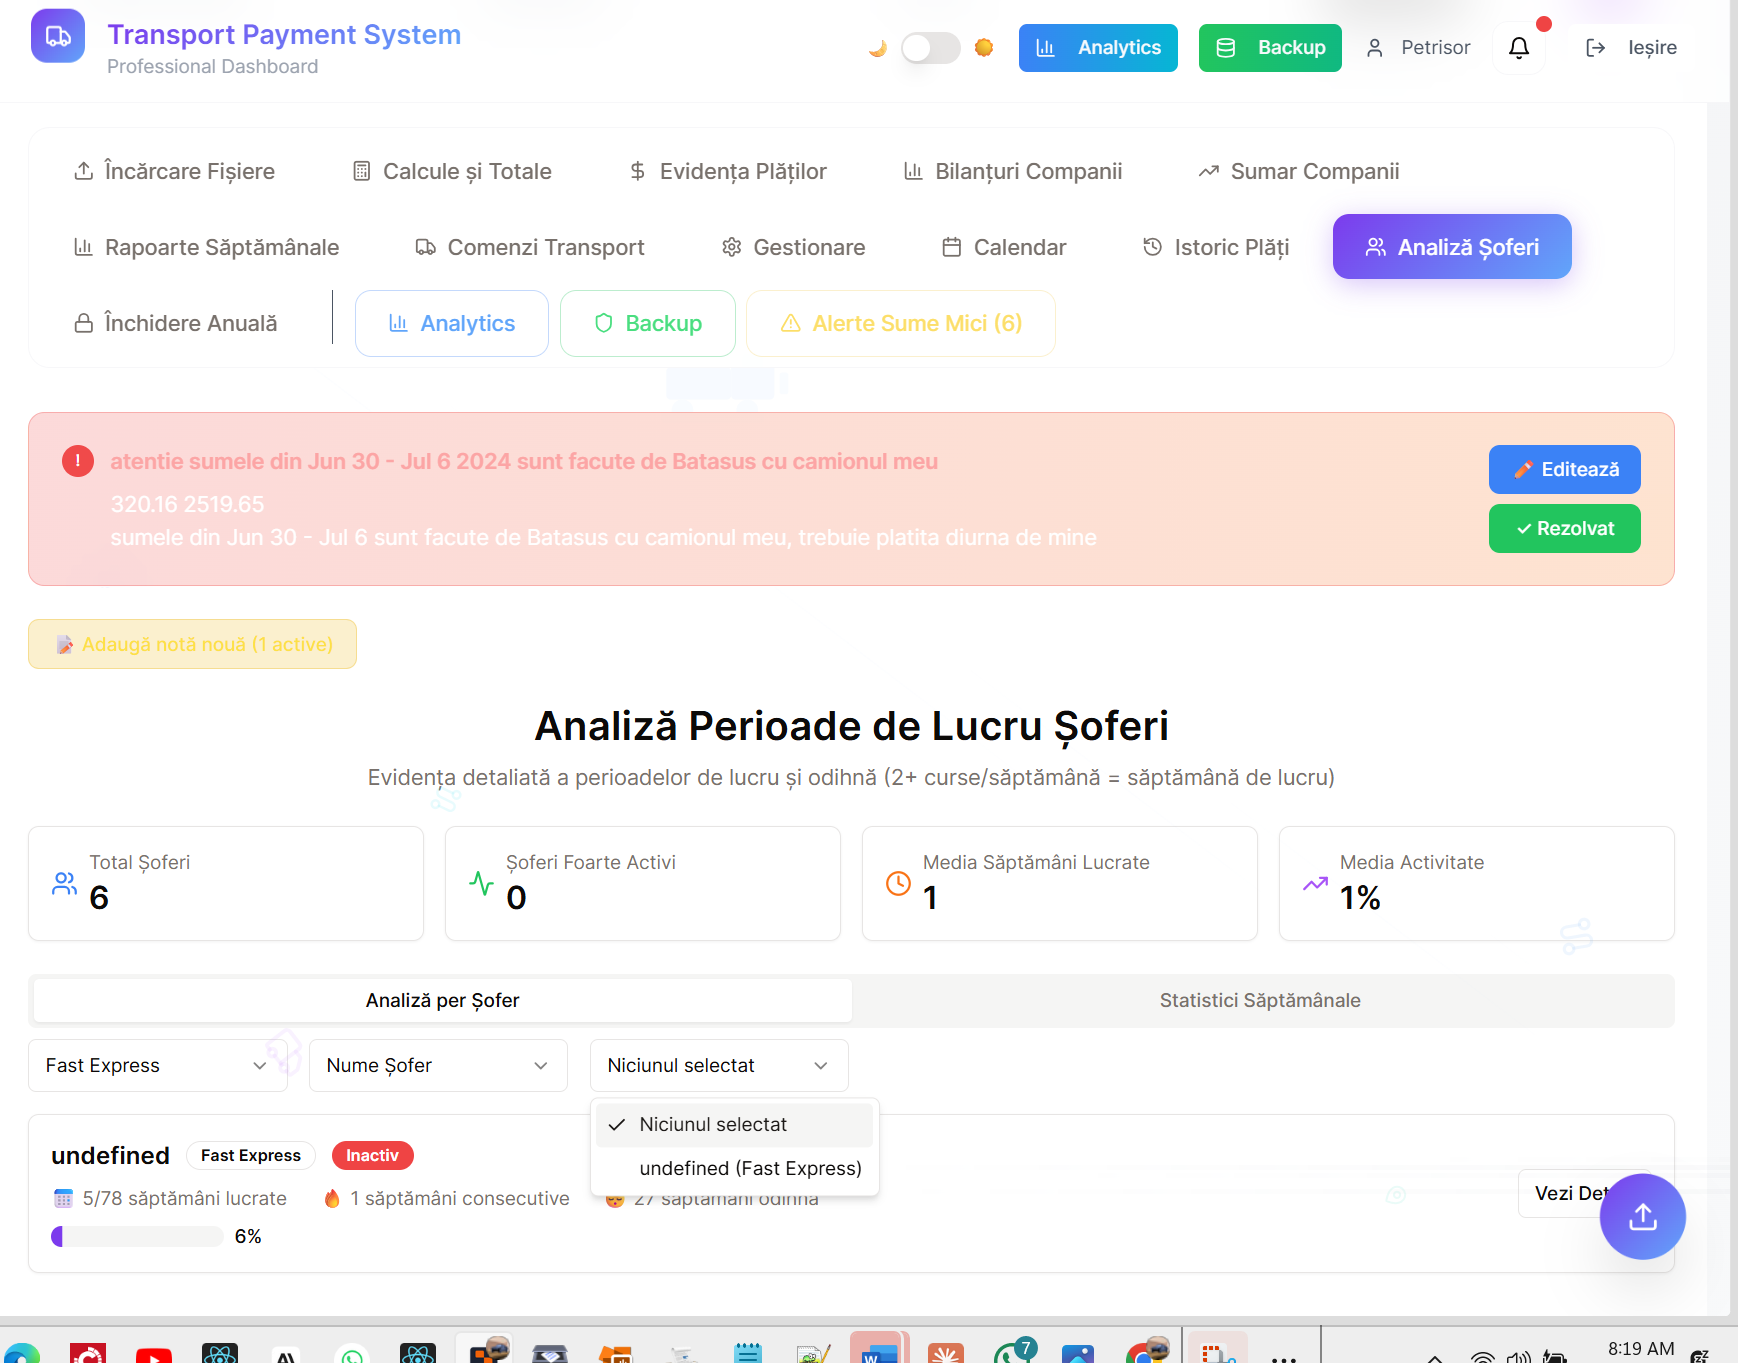 Transport Payment System
Professional Dashboard
Analytics
Backup
Petrisor
Ieșire
Încărcare Fișiere
Calcule și Totale
Evidența Plăților
Bilanțuri Companii
Sumar Companii
Rapoarte Săptămânale
Comenzi Transport
Gestionare
Calendar
Istoric Plăți
Analiză Șoferi
Închidere Anuală
Analytics
Backup
Alerte Sume Mici (6)
atentie sumele din Jun 30 - Jul 6 2024 sunt facute de Batasus cu camionul meu
320.16 2519.65
sumele din Jun 30 - Jul 6 sunt facute de Batasus cu camionul meu, trebuie platita diurna de mine
Editează
Rezolvat
Adaugă notă nouă (1 active)
Analiză Perioade de Lucru Șoferi
Evidența detaliată a perioadelor de lucru și odihnă (2+ curse/săptămână = săptămână de lucru)
Total Șoferi
6
Șoferi Foarte Activi
0
Media Săptămâni Lucrate
1
Media Activitate
1%
Analiză per Șofer
Statistici Săptămânale
Fast Express
Nume Șofer
Niciunul selectat
Niciunul selectat
undefined (Fast Express)
undefined
Fast Express
Inactiv
5/78 săptămâni lucrate
1 săptămâni consecutive
27 săptămâni odihnă
Vezi Det
6%
7
8:19 AM